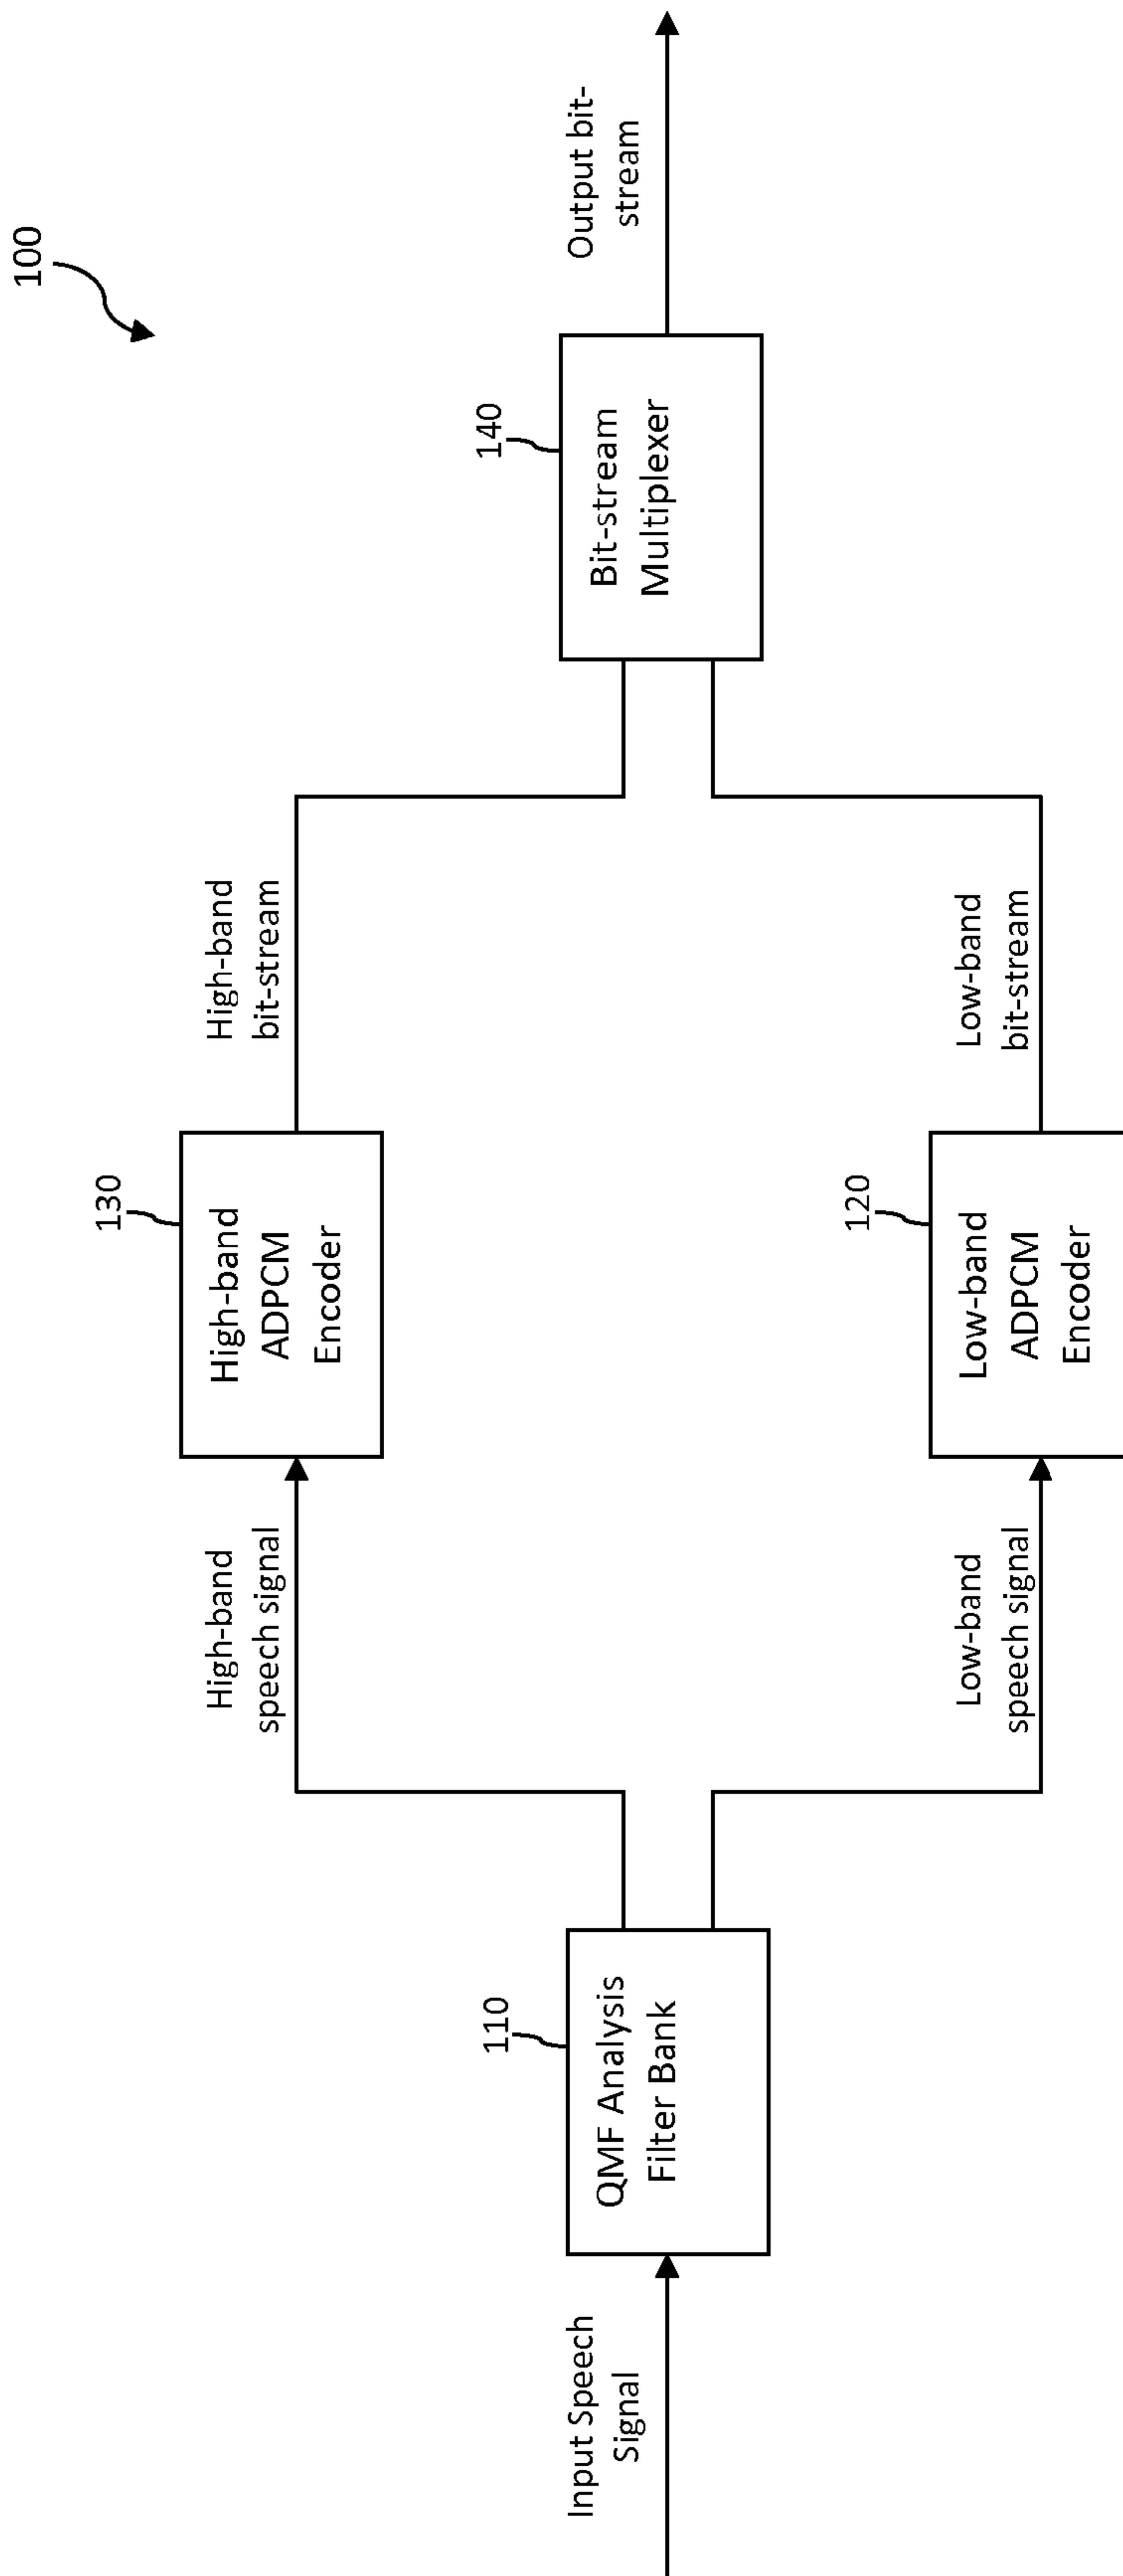 100
Input Speech
Signal
110
QMF Analysis
Filter Bank
High-band
speech signal
130
High-band
ADPCM
Encoder
High-band
bit-stream
Low-band
speech signal
120
Low-band
ADPCM
Encoder
Low-band
bit-stream
140
Bit-stream
Multiplexer
Output bit-
stream